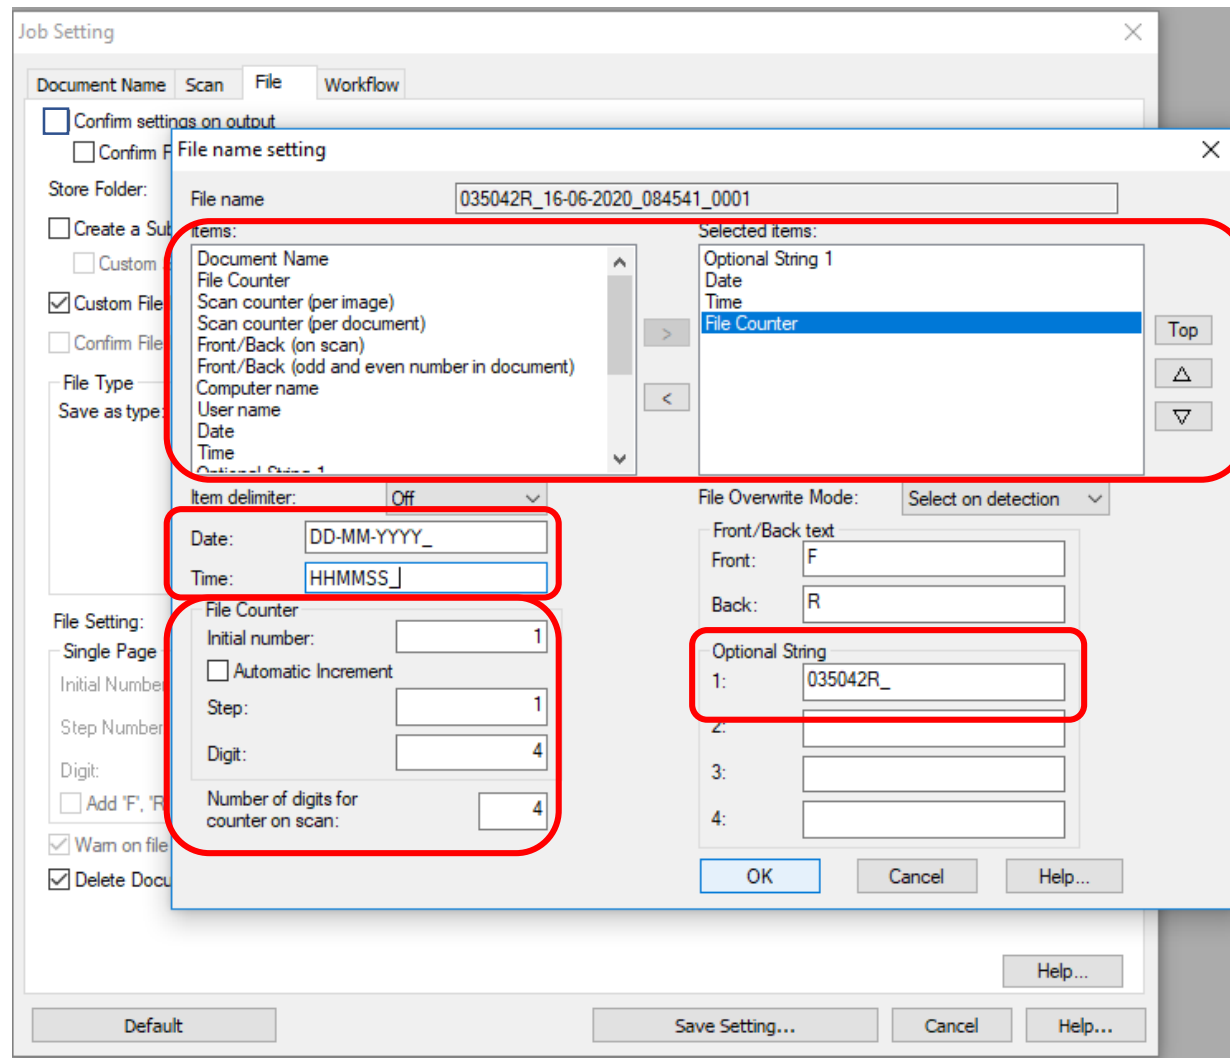 Job Setting
Document Name Scan File Workflow
Confirm settings on output
Confirm F
Store Folder:
Create a Sub
Custom
Custom File
Confirm File
File Type
Save as type:
File Setting:
Single Page
Initial Number
Step Number
Digit:
Add "F", "R
Warn on file
Delete Docu
File name setting
File name 035042R_16-06-2020_084541_0001
Items:
Document Name
File Counter
Scan counter (per image)
Scan counter (per document)
Front/Back (on scan)
Front/Back (odd and even number in document)
Computer name
User name
Date
Time
Optional String 1
>
<
Selected items:
Optional String 1
Date
Time
File Counter
Top
Item delimiter: Off
Date: DD-MM-YYYY_
Time: HHMMSS_
File Counter
Initial number: 1
Automatic Increment
Step: 1
Digit: 4
Number of digits for
counter on scan: 4
File Overwrite Mode: Select on detection
Front/Back text
Front: F
Back: R
Optional String
1: 035042R_
2:
3:
4:
OK Cancel Help...
Help...
Default Save Setting... Cancel Help...